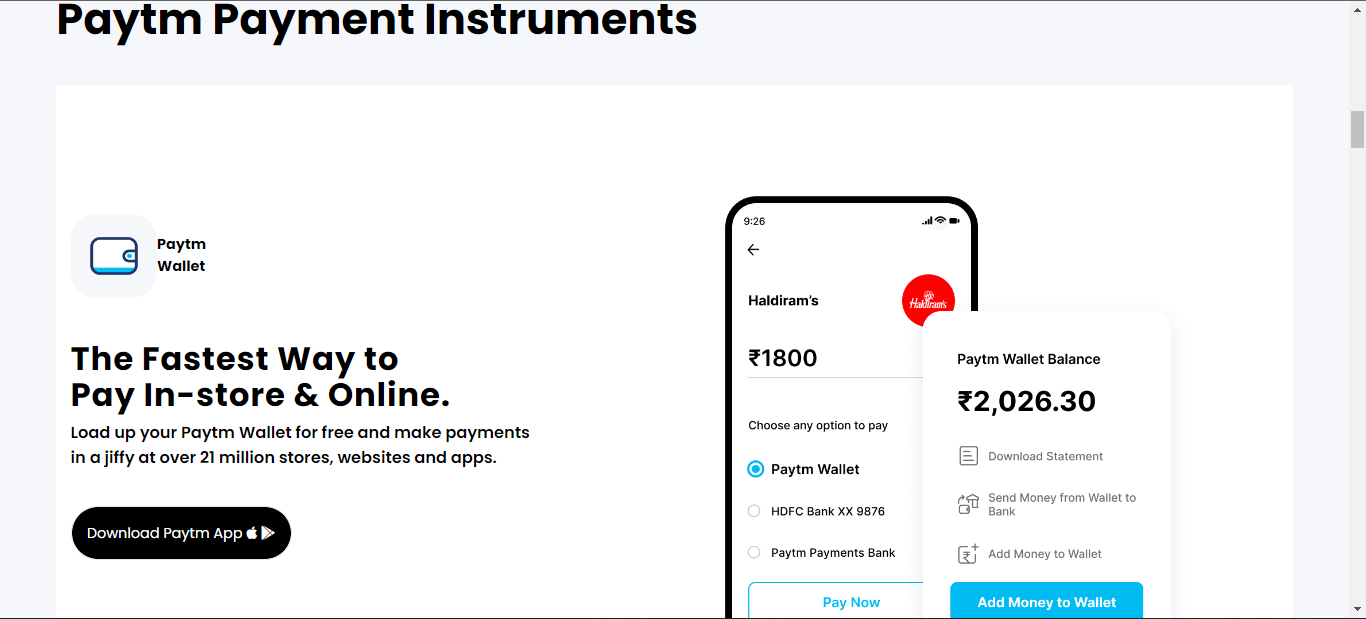 Paytm Payment Instruments
Paytm
Wallet
The Fastest Way to
Pay In-store & Online.
Load up your Paytm Wallet for free and make payments
in a jiffy at over 21 million stores, websites and apps.
Download Paytm App
9:26
Haldiram's
Haldiram's
₹1800
Choose any option to pay
Paytm Wallet
HDFC Bank XX 9876
Paytm Payments Bank
Pay Now
Paytm Wallet Balance
₹2,026.30
Download Statement
Send Money from Wallet to
Bank
Add Money to Wallet
Add Money to Wallet